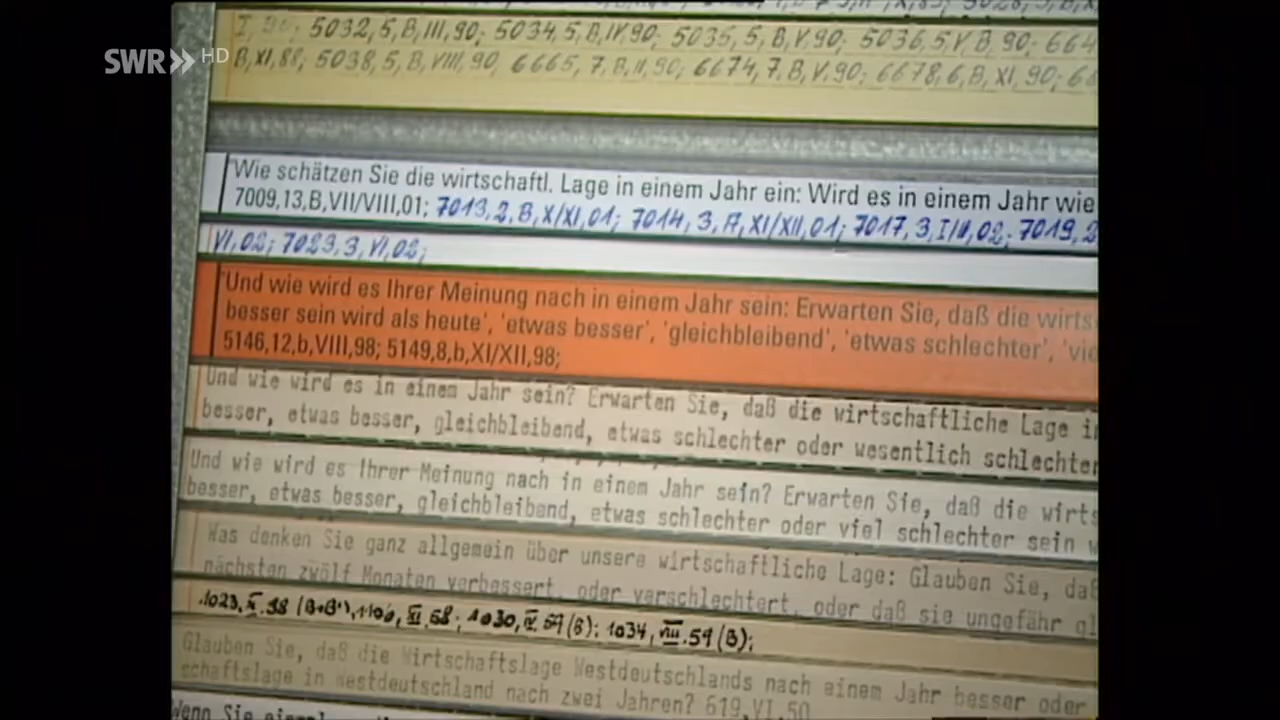 SWR HD
5032,5,B,III,90; 5034,5,B,IV,90; 5035,5,B,V,90; 5036,5,V,B,90; 664
B,XI,88; 5038,5,B,VIII,90, 6665,7,B,II,90; 6674,7,B,V,90; 6678,6,B,XI,90; 66
'Wie schätzen Sie die wirtschaftl. Lage in einem Jahr ein: Wird es in einem Jahr wie
7009,13,B,VII/VIII,01; 7013,2,B,X/XI,01; 7014,3,A,XI/XII,01; 7017,3,I/II,02; 7019,2
VI,02; 7023,3,VI,02;
'Und wie wird es Ihrer Meinung nach in einem Jahr sein: Erwarten Sie, daß die wirts
besser sein wird als heute', 'etwas besser', 'gleichbleibend', 'etwas schlechter', 'vie
5146,12,b,VIII,98; 5149,8,b,XI/XII,98;
Und wie wird es in einem Jahr sein? Erwarten Sie, daß die wirtschaftliche Lage i
besser, etwas besser, gleichbleibend, etwas schlechter oder wesentlich schlechter
Und wie wird es Ihrer Meinung nach in einem Jahr sein? Erwarten Sie, daß die wirts
besser, etwas besser, gleichbleibend, etwas schlechter oder viel schlechter sein w
Was denken Sie ganz allgemein über unsere wirtschaftliche Lage: Glauben Sie, daß
nächsten zwölf Monaten verbessert, oder verschlechtert, oder daß sie ungefähr gl
1030, IV.59(B); 1034, VIII.59(B);
Glauben Sie, daß die Wirtschaftslage Westdeutschlands nach einem Jahr besser oder
schaftslage in Westdeutschland nach zwei Jahren? 619,VI,50
Wenn Sie